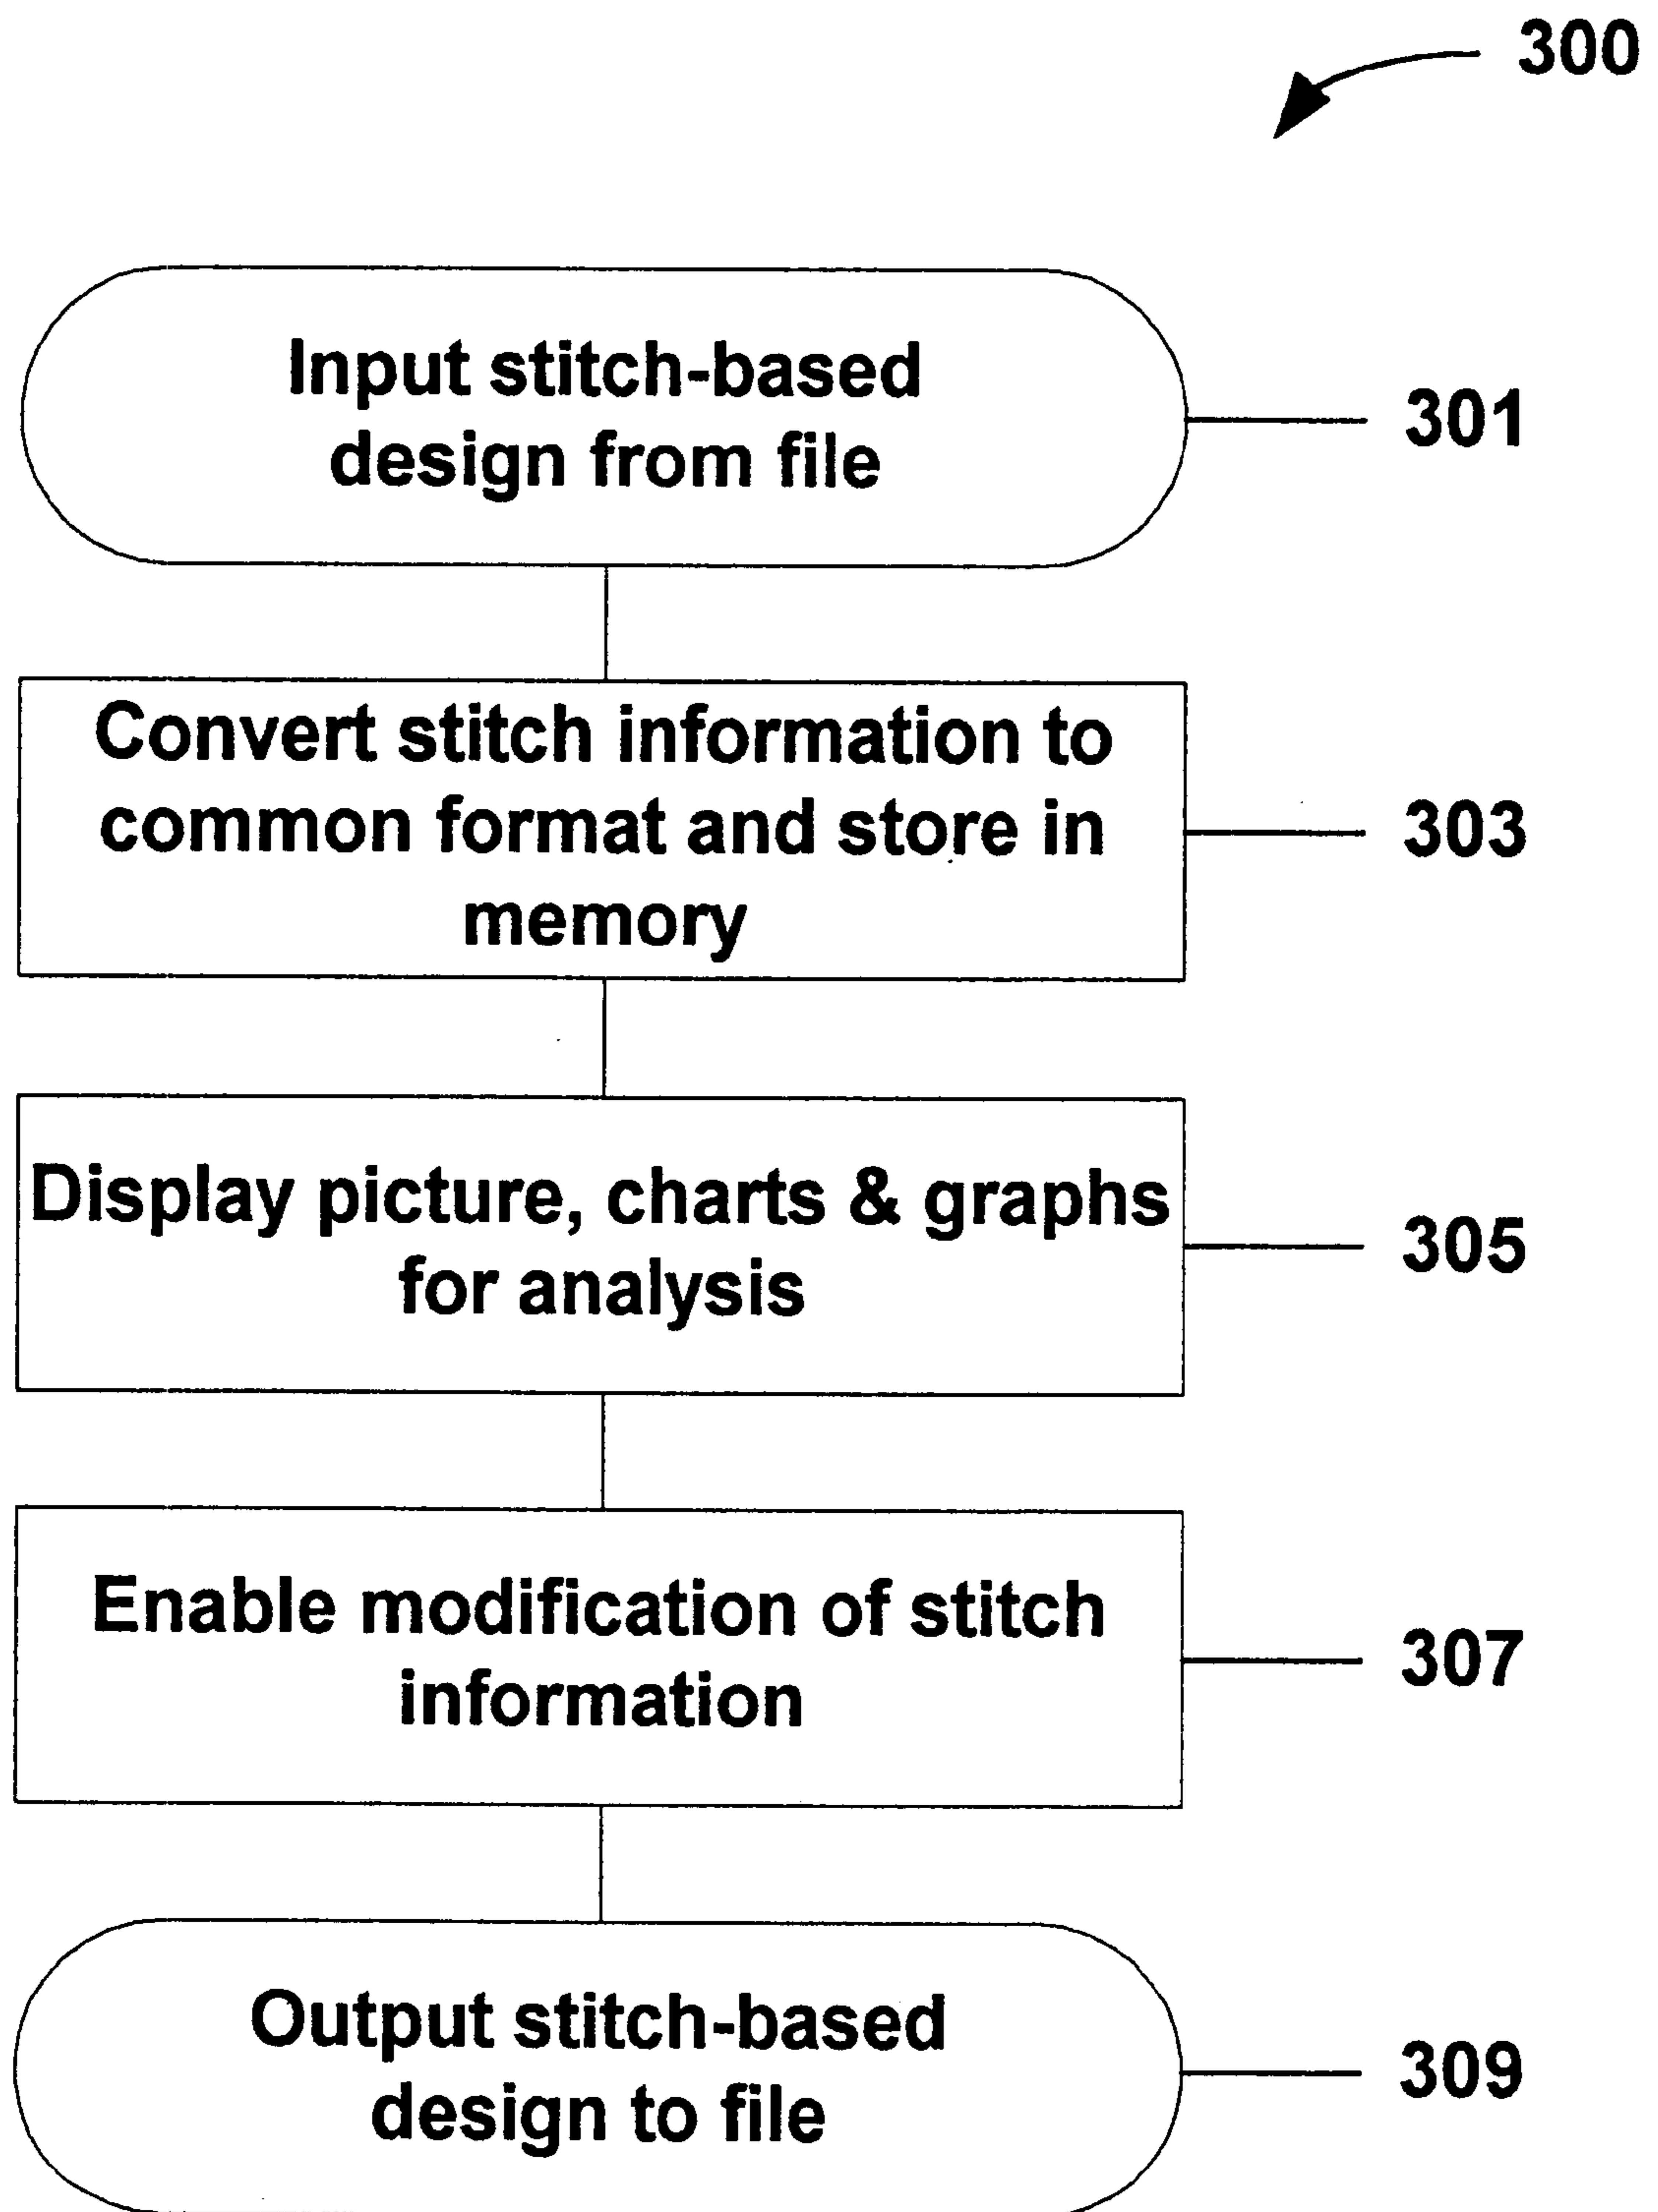 300
Input stitch-based
design from file
301
Convert stitch information to
common format and store in
memory
303
Display picture, charts & graphs
for analysis
305
Enable modification of stitch
information
307
Output stitch-based
design to file
309